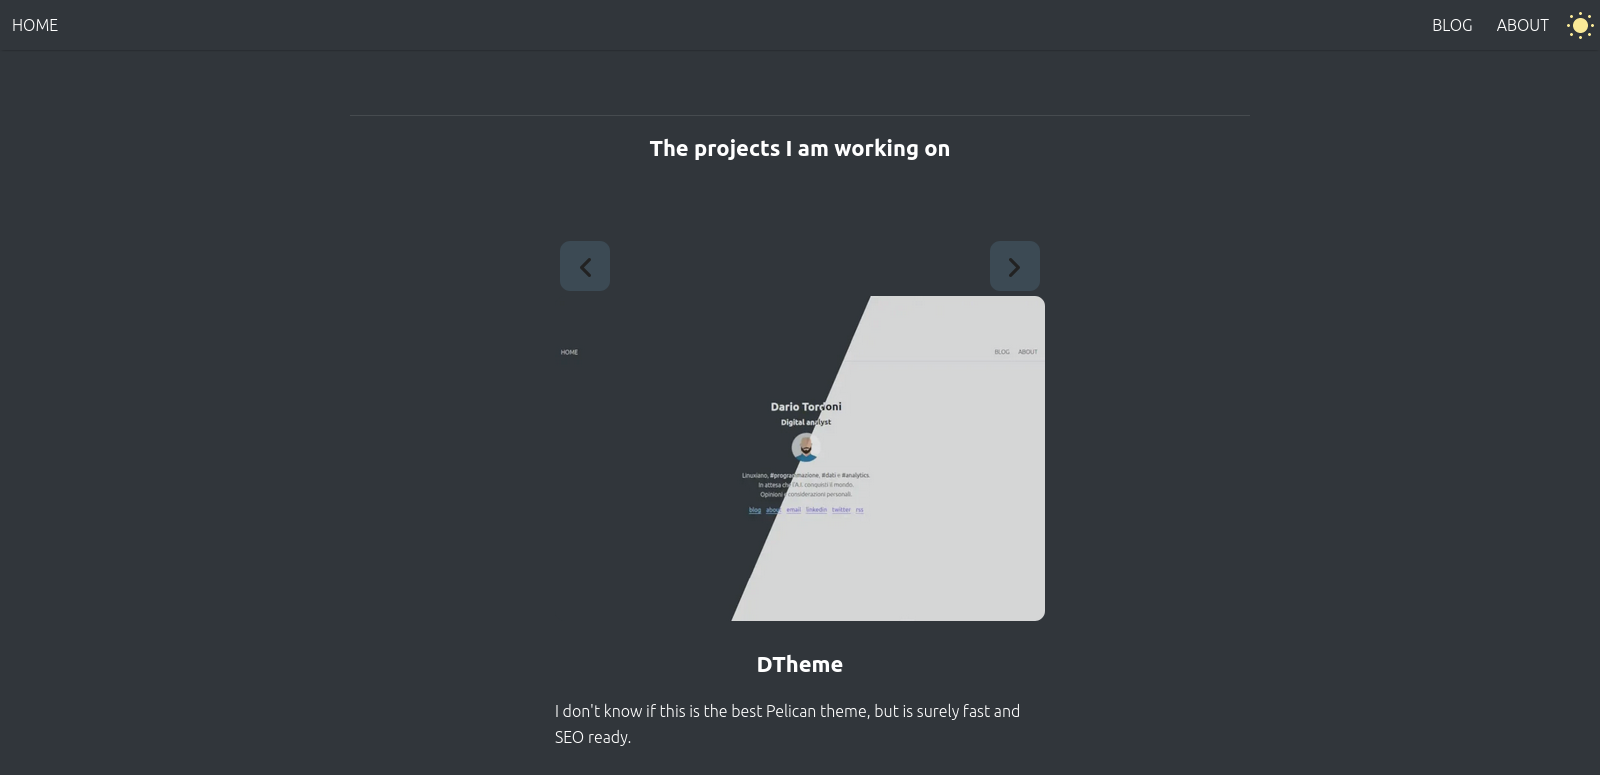 HOME BLOG ABOUT
The projects I am working on
HOME BLOG ABOUT
Dario Tordoni
Digital analyst
Linuxiano, #programmazione, #dati e #analytics.
In attesa che l'A.I. conquisti il mondo.
Opinioni e considerazioni personali.
blog about email linkedin twitter rss
DTheme
I don't know if this is the best Pelican theme, but is surely fast and
SEO ready.